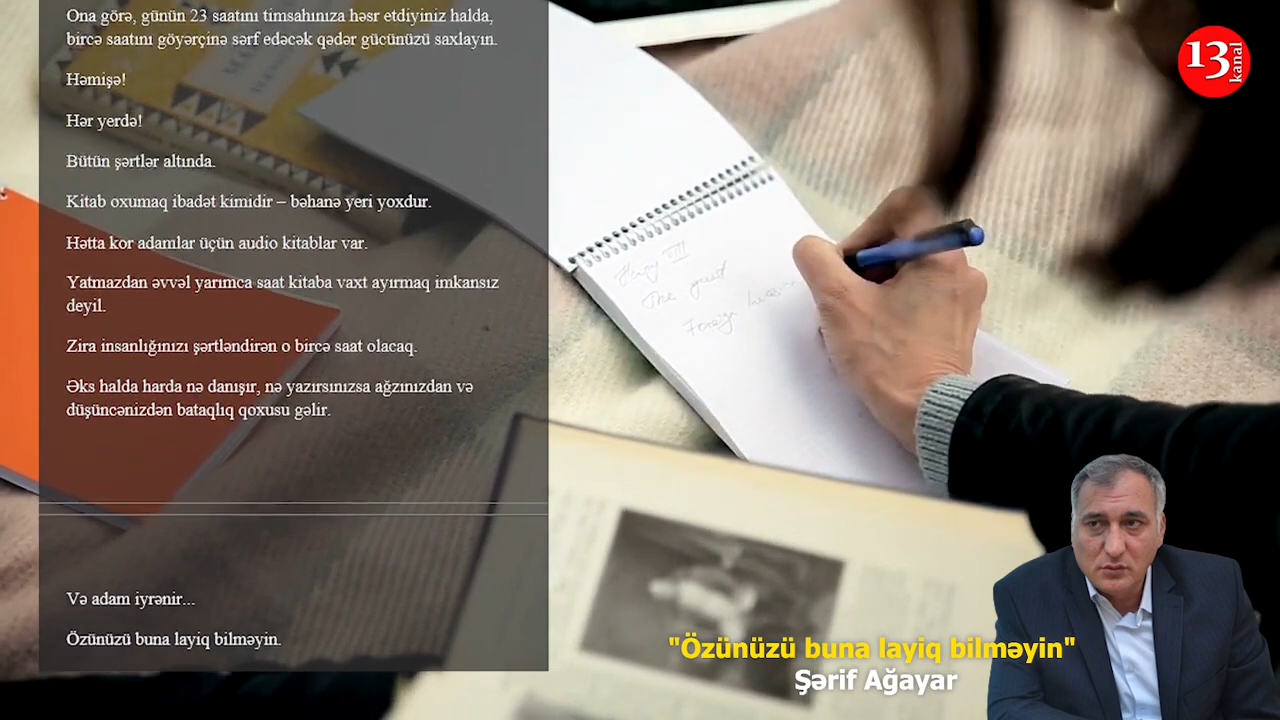 Ona görə, günün 23 saatını timsahınıza həsr etdiyiniz halda,
bircə saatını göyərçinə sərf edəcək qədər gücünüzü saxlayın.
Həmişə!
Hər yerdə!
Bütün şərtlər altında.
Kitab oxumaq ibadət kimidir – bəhanə yeri yoxdur.
Hətta kor adamlar üçün audio kitablar var.
Yatmazdan əvvəl yarımca saat kitaba vaxt ayırmaq imkansız
deyil.
Zira insanlığınızı şərtləndirən o bircə saat olacaq.
Əks halda harda nə danışır, nə yazırsınızsa ağzınızdan və
düşüncənizdən bataqlıq qoxusu gəlir.
Və adam iyrənir...
Özünüzü buna layiq bilməyin.
13
kanal
The
"Özünüzü buna layiq bilməyin"
Şərif Ağayar